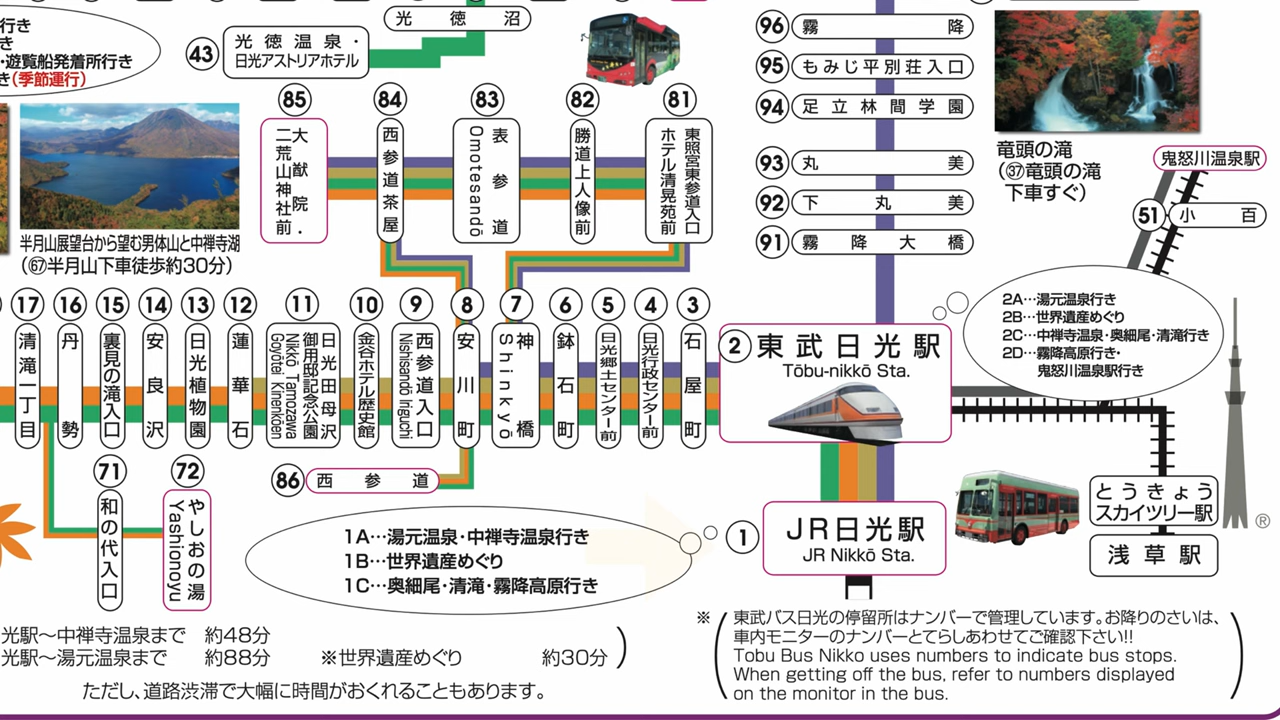 行き
き
・遊覧船発着所行き
き(季節運行)
43
光徳温泉・
日光アストリアホテル
光徳沼
96
霧降
95
もみじ平別荘入口
94
足立林間学園
93
丸美
92
下丸美
91
霧降大橋
竜頭の滝
(㊲竜頭の滝
下車すぐ)
鬼怒川温泉駅
51
小百
85
大猷院・
二荒山神社前
84
西参道茶屋
83
表参道
Omotesandō
82
勝道上人像前
81
東照宮東参道入口
ホテル清晃苑前
半月山展望台から望む男体山と中禅寺湖
(67半月山下車徒歩約30分)
2A…湯元温泉行き
2B…世界遺産めぐり
2C…中禅寺温泉・奥細尾・清滝行き
2D…霧降高原行き・
鬼怒川温泉駅行き
17
清滝一丁目
16
丹勢
15
裏見の滝入口
14
安良沢
13
日光植物園
12
蓮華石
11
日光田母沢
御用邸記念公園
Nikkō Tamozawa
Goyōtei Kinenkōen
10
金谷ホテル歴史館
9
西参道入口
Nishisandō Iriguchi
8
安川町
7
神橋
Shinkyō
6
鉢石町
5
日光郷土センター前
4
日光行政センター前
3
石屋町
2
東武日光駅
Tōbu-nikkō Sta.
71
和の代入口
72
やしおの湯
Yashionoyu
86
西参道
1A…湯元温泉・中禅寺温泉行き
1B…世界遺産めぐり
1C…奥細尾・清滝・霧降高原行き
1
JR日光駅
JR Nikkō Sta.
とうきょう
スカイツリー駅
浅草駅
®
光駅〜中禅寺温泉まで 約48分
光駅〜湯元温泉まで 約88分 ※世界遺産めぐり 約30分
ただし、道路渋滞で大幅に時間がおくれることもあります。
※ 東武バス日光の停留所はナンバーで管理しています。お降りのさいは、
車内モニターのナンバーとてらしあわせてご確認下さい!!
Tobu Bus Nikko uses numbers to indicate bus stops.
When getting off the bus, refer to numbers displayed
on the monitor in the bus.